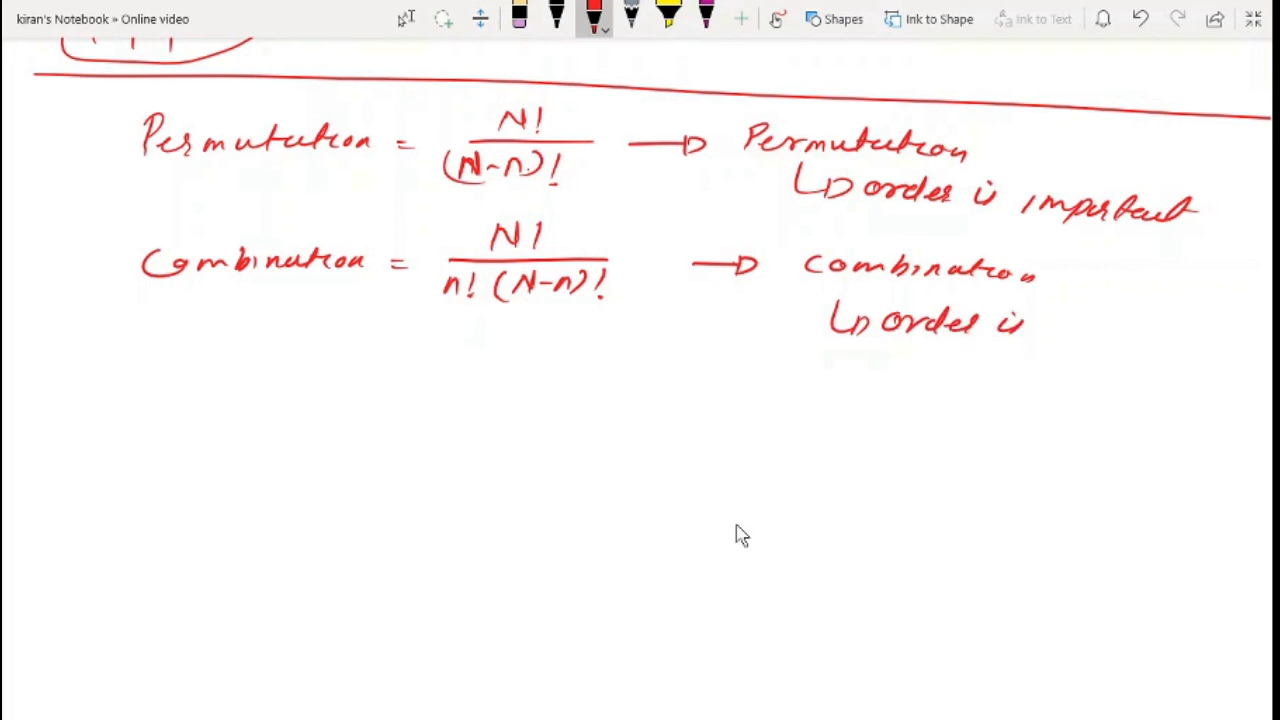 kiran's Notebook » Online video
Shapes
Ink to Shape
Ink to Text
Permutation = N! / (N-n)! → Permutation
↳ order is important
Combination = N! / n! (N-n)! → Combination
↳ order is